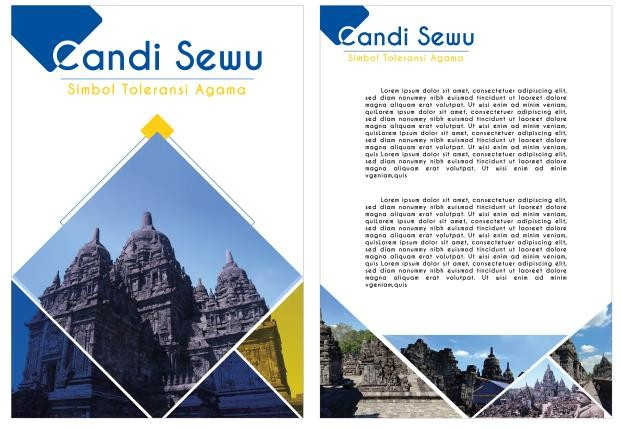 Candi Sewu
Simbol Toleransi Agama
Candi Sewu
Simbol Toleransi Agama
Lorem ipsum dolor sit amet, consectetuer adipiscing elit,
sed diam nonummy nibh euismod tincidunt ut laoreet dolore
magna aliquam erat volutpat. Ut wisi enim ad minim veniam,
quiLorem ipsum dolor sit amet, consectetuer adipiscing elit,
sed diam nonummy nibh euismod tincidunt ut laoreet dolore
magna aliquam erat volutpat. Ut wisi enim ad minim veniam,
quisLorem ipsum dolor sit amet, consectetuer adipiscing elit,
sed diam nonummy nibh euismod tincidunt ut laoreet dolore
magna aliquam erat volutpat. Ut wisi enim ad minim veniam,
quis Lorem ipsum dolor sit amet, consectetuer adipiscing elit,
sed diam nonummy nibh euismod tincidunt ut laoreet dolore
magna aliquam erat volutpat. Ut wisi enim ad minim
vgeniam,quis
Lorem ipsum dolor sit amet, consectetuer adipiscing elit,
sed diam nonummy nibh euismod tincidunt ut laoreet dolore
magna aliquam erat volutpat. Ut wisi enim ad minim veniam,
quiLorem ipsum dolor sit amet, consectetuer adipiscing elit,
sed diam nonummy nibh euismod tincidunt ut laoreet dolore
magna aliquam erat volutpat. Ut wisi enim ad minim veniam,
quisLorem ipsum dolor sit amet, consectetuer adipiscing elit,
sed diam nonummy nibh euismod tincidunt ut laoreet dolore
magna aliquam erat volutpat. Ut wisi enim ad minim veniam,
quis Lorem ipsum dolor sit amet, consectetuer adipiscing elit,
sed diam nonummy nibh euismod tincidunt ut laoreet dolore
magna aliquam erat volutpat. Ut wisi enim ad minim
vgeniam,quis